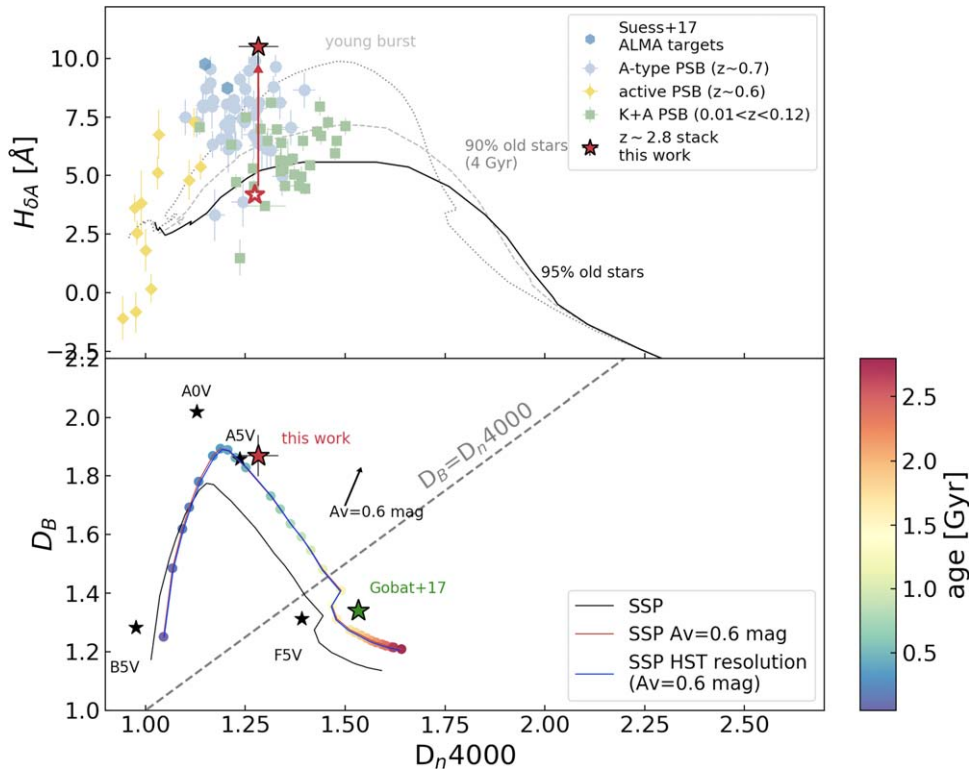 Suess+17
ALMA targets
A-type PSB (z~0.7)
active PSB (z~0.6)
K+A PSB (0.01<z<0.12)
z ~ 2.8 stack
this work
young burst
90% old stars
(4 Gyr)
95% old stars
HδA [Å]
10.0
7.5
5.0
2.5
0.0
−2.5
2.2
2.0
1.8
1.6
1.4
1.2
1.0
DB
A0V
A5V
this work
B5V
F5V
Av=0.6 mag
DB=Dn4000
Gobat+17
SSP
SSP Av=0.6 mag
SSP HST resolution
(Av=0.6 mag)
1.00
1.25
1.50
1.75
2.00
2.25
2.50
Dn4000
2.5
2.0
1.5
1.0
0.5
age [Gyr]